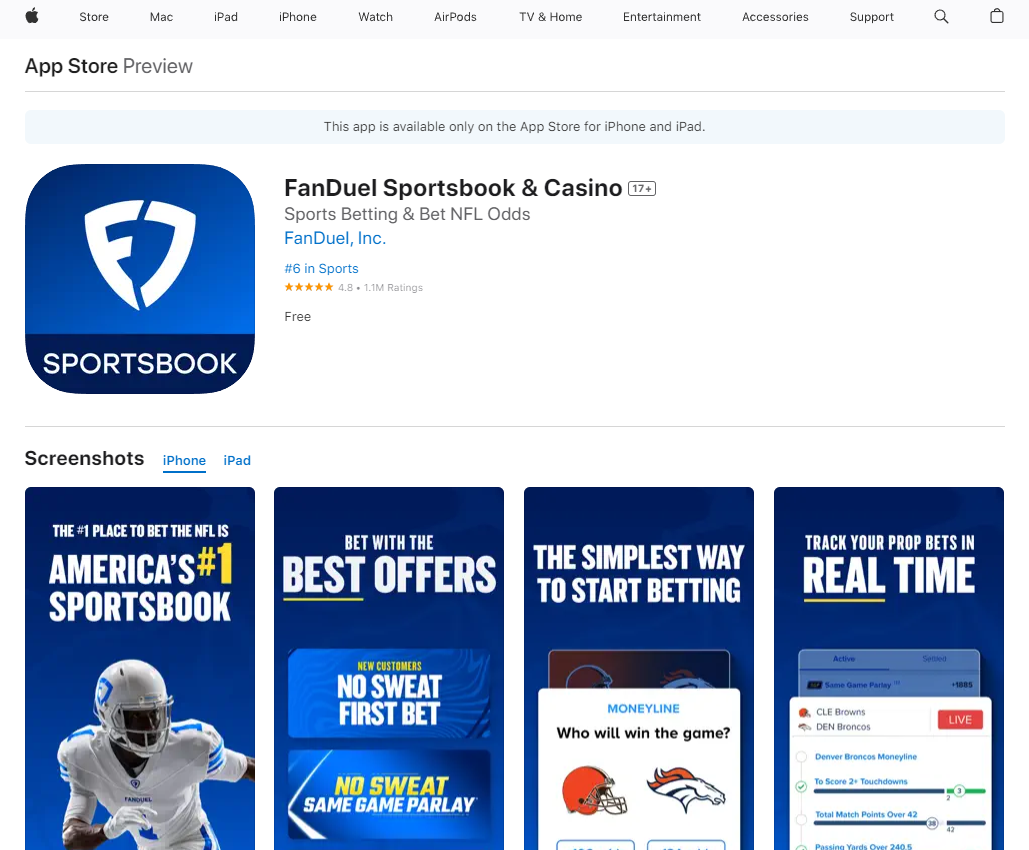 Store
Mac
iPad
iPhone
Watch
AirPods
TV & Home
Entertainment
Accessories
Support
App Store Preview
This app is available only on the App Store for iPhone and iPad.
SPORTSBOOK
FanDuel Sportsbook & Casino 17+
Sports Betting & Bet NFL Odds
FanDuel, Inc.
#6 in Sports
4.8 • 1.1M Ratings
Free
Screenshots
iPhone
iPad
THE #1 PLACE TO BET THE NFL IS
AMERICA'S #1
SPORTSBOOK
FANDUEL
BET WITH THE
BEST OFFERS
NEW CUSTOMERS
NO SWEAT
FIRST BET
NO SWEAT
SAME GAME PARLAY
THE SIMPLEST WAY
TO START BETTING
MONEYLINE
Who will win the game?
TRACK YOUR PROP BETS IN
REAL TIME
Active
Settled
Same Game Parlay
+1885
CLE Browns
DEN Broncos
LIVE
Denver Broncos Moneyline
To Score 2+ Touchdowns
3
2
Total Match Points Over 42
38
42
Passing Yards Over 240.5